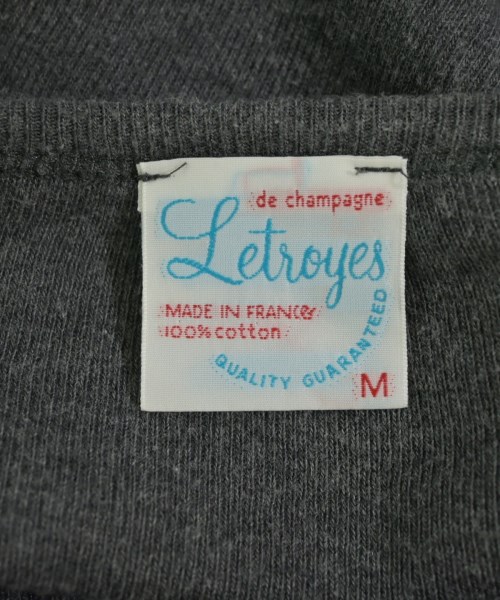 de champagne
Letroyes
MADE IN FRANCE
100% cotton
QUALITY GUARANTEED
M